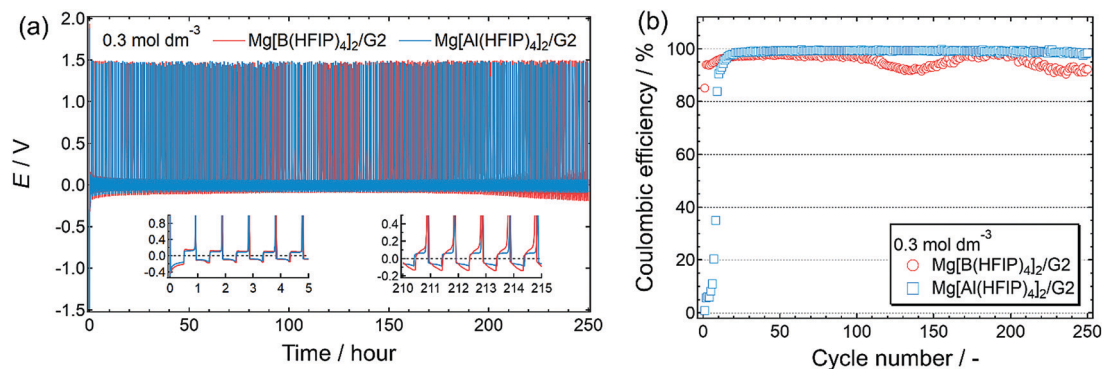 (a)
0.3 mol dm⁻³
Mg[B(HFIP)₄]₂/G2
Mg[Al(HFIP)₄]₂/G2
2.0
1.5
1.0
0.5
0.0
-0.5
-1.0
-1.5
E / V
0.8
0.4
0.0
-0.4
0 1 2 3 4 5
0.4
0.2
0.0
-0.2
210 211 212 213 214 215
0 50 100 150 200 250
Time / hour
(b)
100
80
60
40
20
0
Coulombic efficiency / %
0.3 mol dm⁻³
Mg[B(HFIP)₄]₂/G2
Mg[Al(HFIP)₄]₂/G2
0 50 100 150 200 250
Cycle number / -